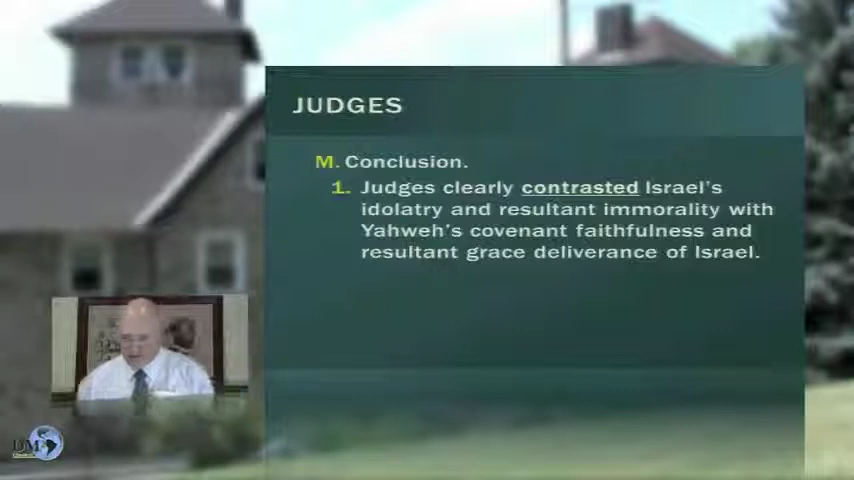 JUDGES
M. Conclusion.
1. Judges clearly contrasted Israel's
idolatry and resultant immorality with
Yahweh's covenant faithfulness and
resultant grace deliverance of Israel.
DM